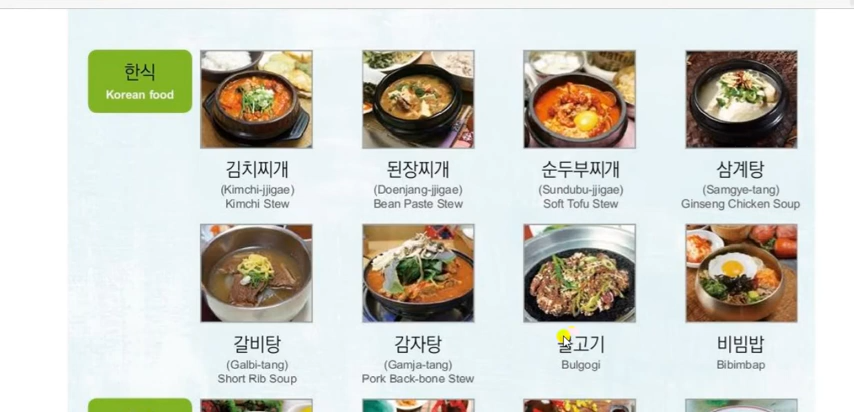 한식
Korean food
김치찌개
(Kimchi-jjigae)
Kimchi Stew
된장찌개
(Doenjang-jjigae)
Bean Paste Stew
순두부찌개
(Sundubu-jjigae)
Soft Tofu Stew
삼계탕
(Samgye-tang)
Ginseng Chicken Soup
갈비탕
(Galbi-tang)
Short Rib Soup
감자탕
(Gamja-tang)
Pork Back-bone Stew
불고기
Bulgogi
비빔밥
Bibimbap